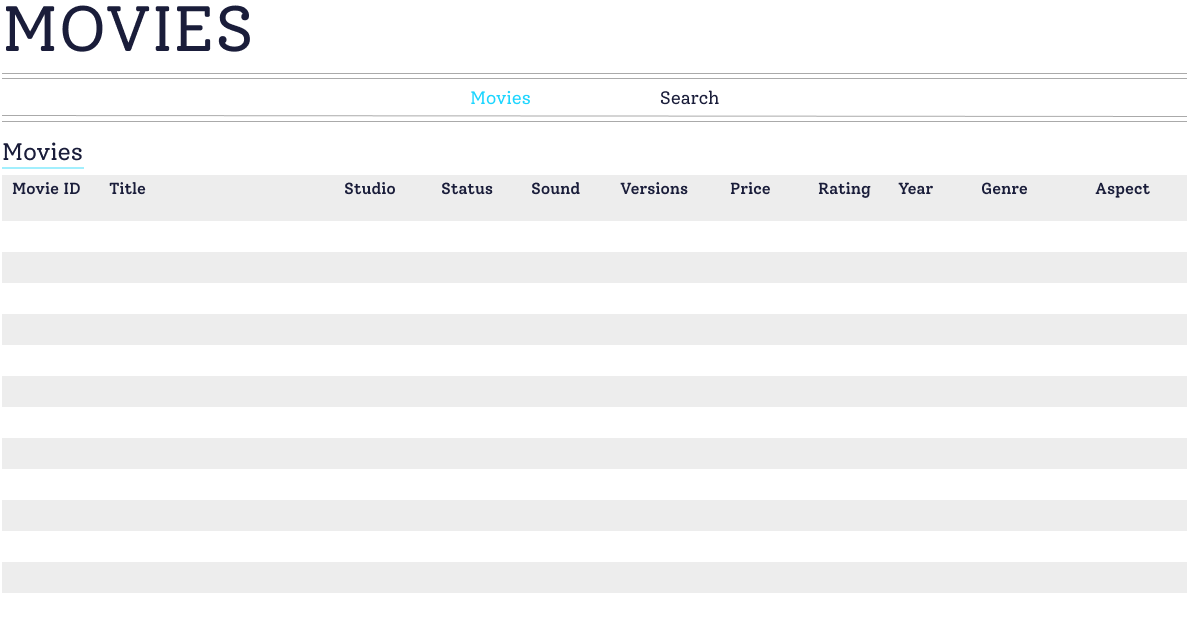 MOVIES
Movies Search
Movies
Movie ID Title Studio Status Sound Versions Price Rating Year Genre Aspect